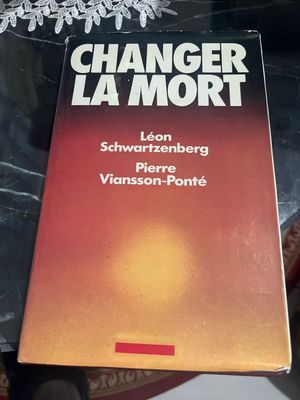 CHANGER
LA MORT
Léon
Schwartzenberg
Pierre
Viansson-Ponté